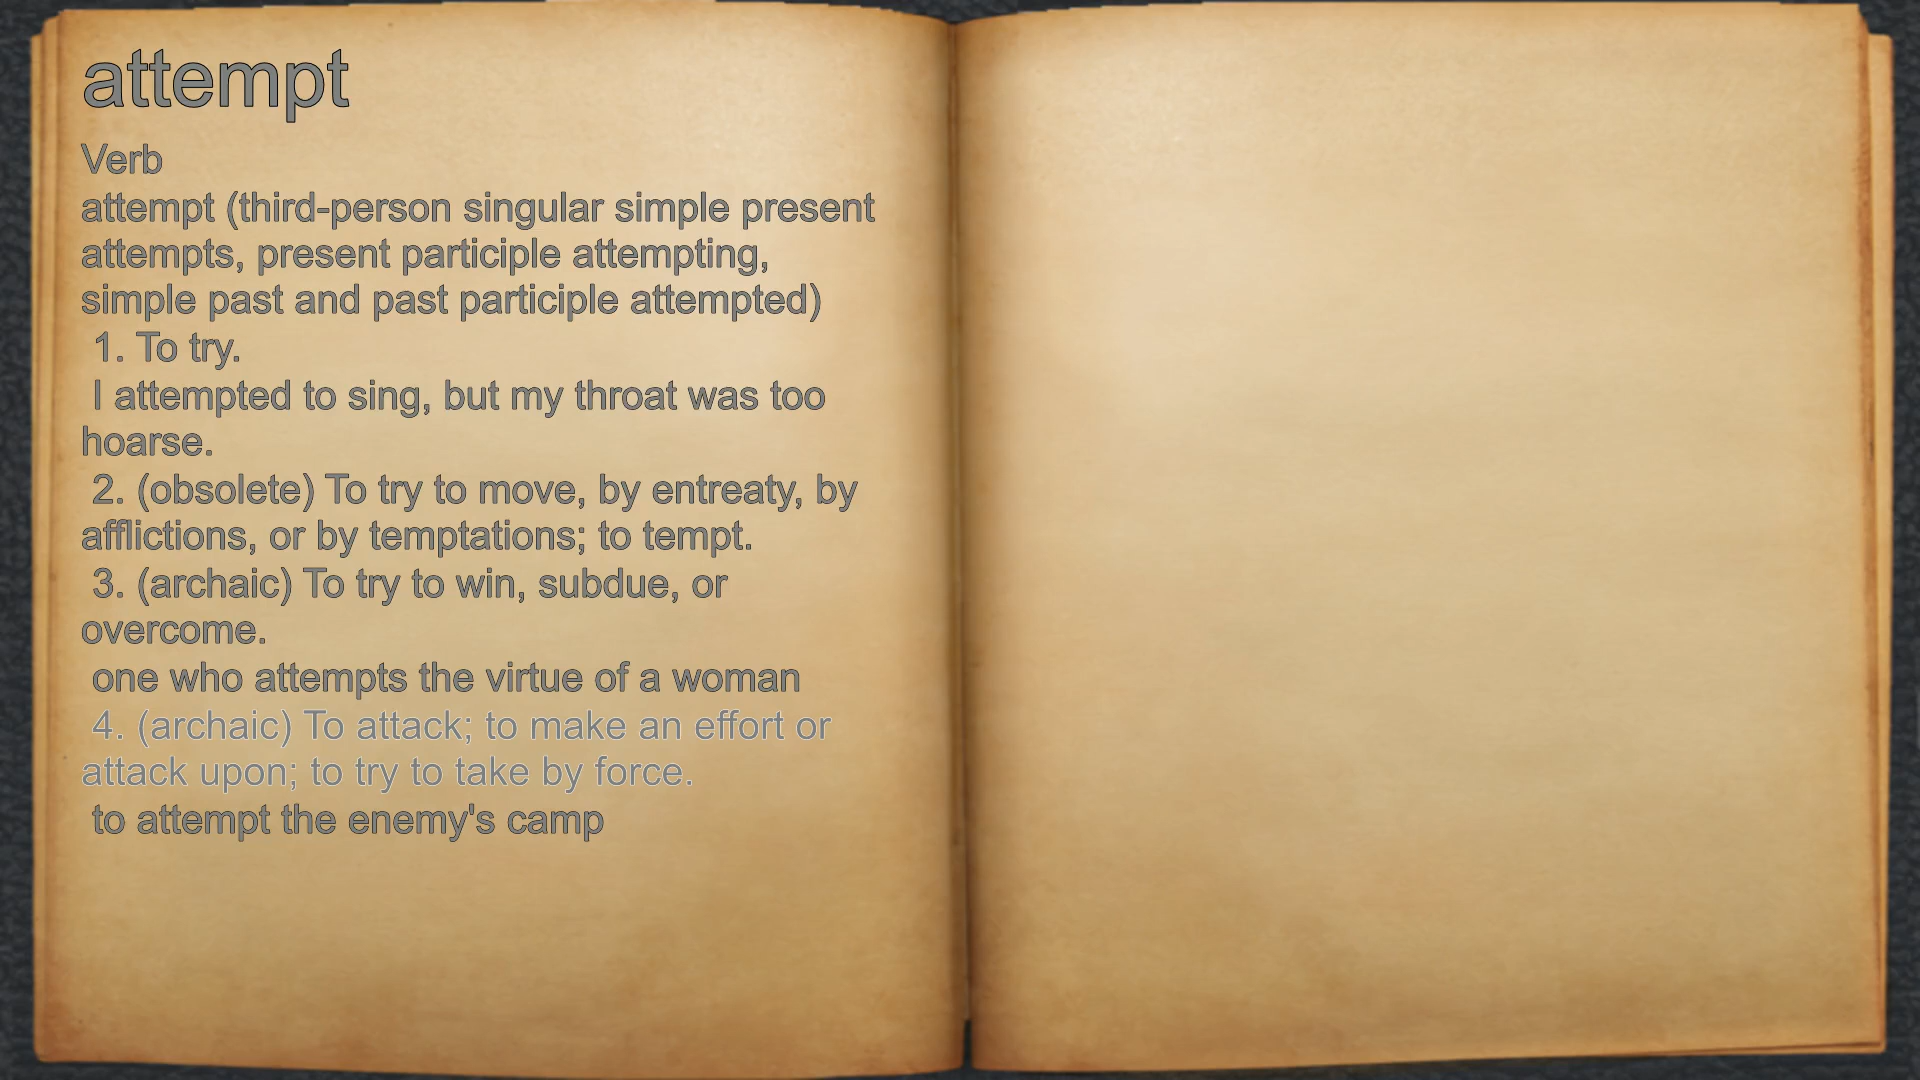 attempt
Verb
attempt (third-person singular simple present
attempts, present participle attempting,
simple past and past participle attempted)
1. To try.
I attempted to sing, but my throat was too
hoarse.
2. (obsolete) To try to move, by entreaty, by
afflictions, or by temptations; to tempt.
3. (archaic) To try to win, subdue, or
overcome.
one who attempts the virtue of a woman
4. (archaic) To attack; to make an effort or
attack upon; to try to take by force.
to attempt the enemy's camp